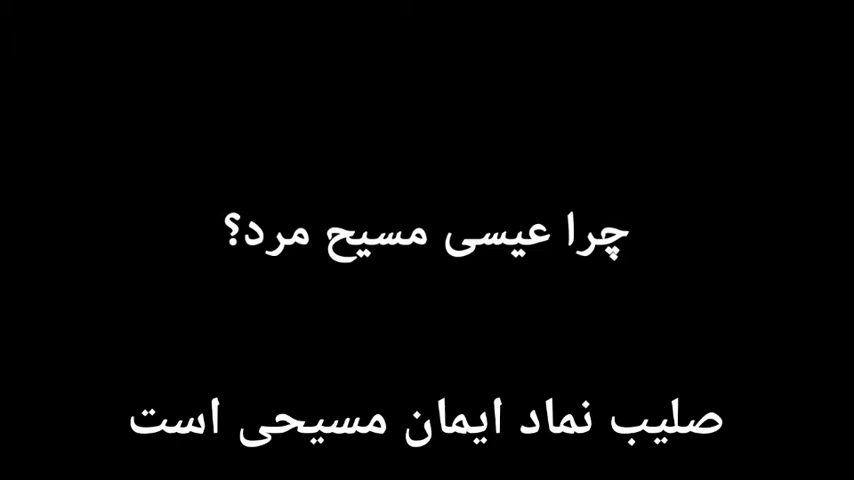 چرا عیسی مسیح مرد؟
صلیب نماد ایمان مسیحی است